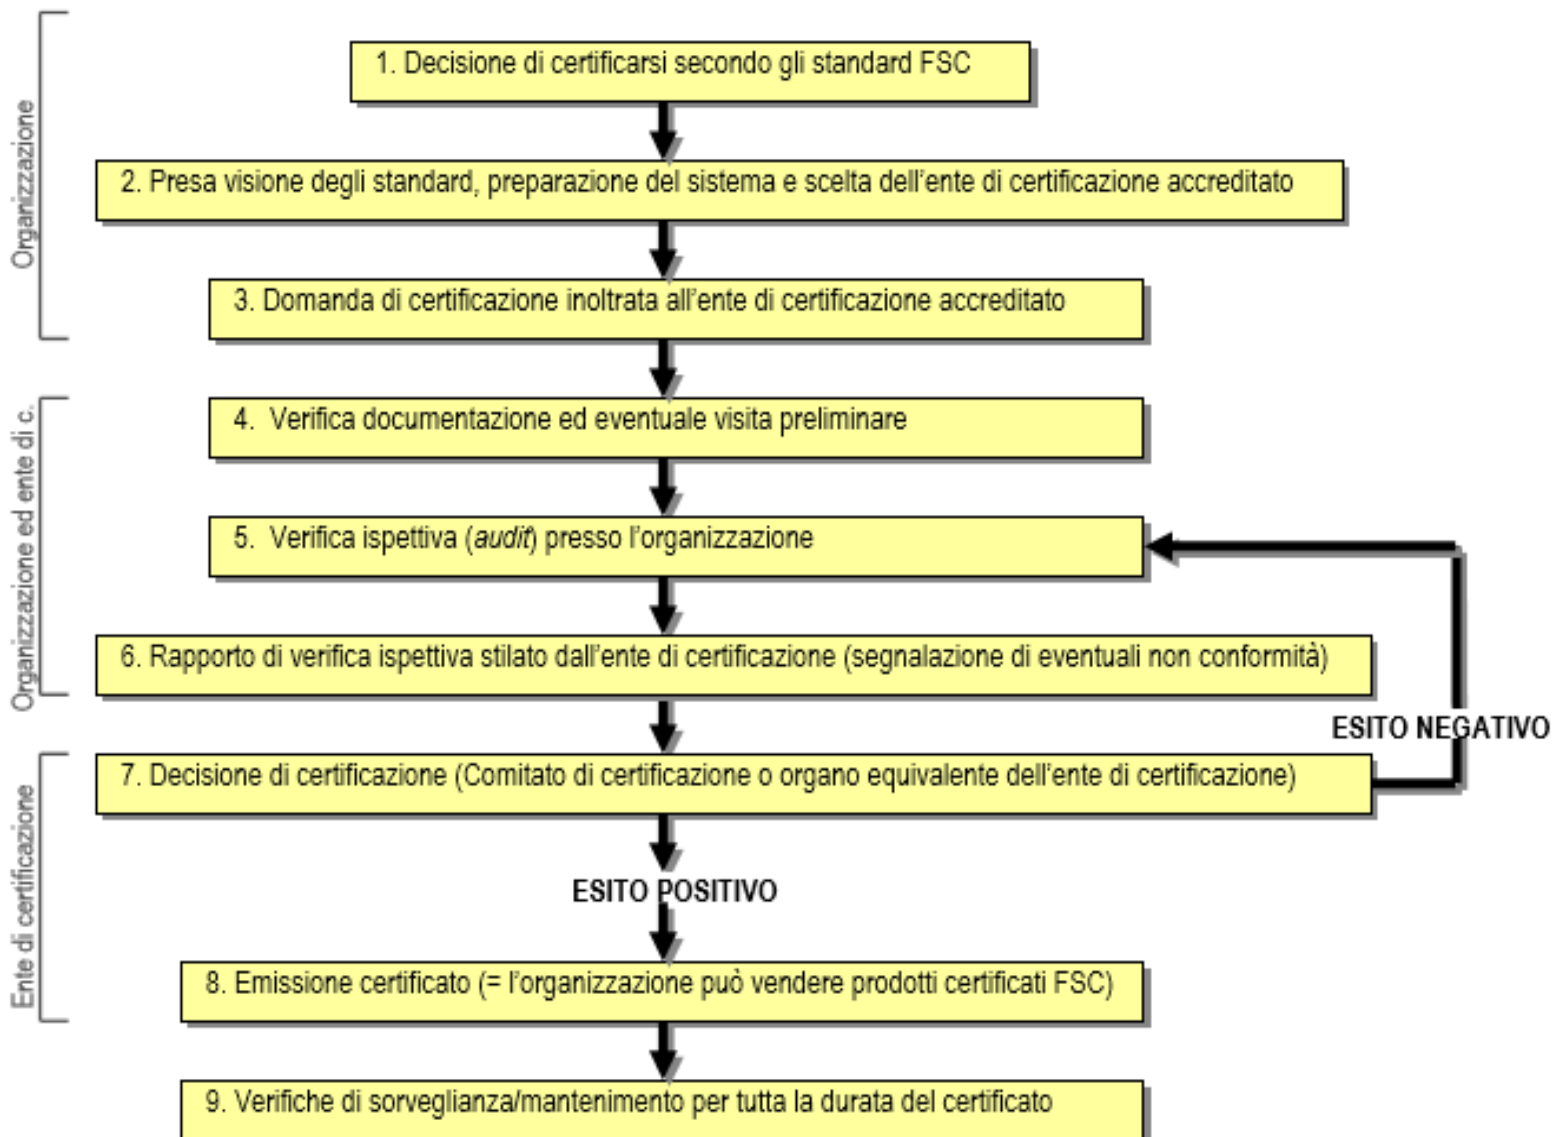 Organizzazione
1. Decisione di certificarsi secondo gli standard FSC
2. Presa visione degli standard, preparazione del sistema e scelta dell'ente di certificazione accreditato
3. Domanda di certificazione inoltrata all'ente di certificazione accreditato
Organizzazione ed ente di c.
4. Verifica documentazione ed eventuale visita preliminare
5. Verifica ispettiva (audit) presso l'organizzazione
6. Rapporto di verifica ispettiva stilato dall'ente di certificazione (segnalazione di eventuali non conformità)
ESITO NEGATIVO
Ente di certificazione
7. Decisione di certificazione (Comitato di certificazione o organo equivalente dell'ente di certificazione)
ESITO POSITIVO
8. Emissione certificato (= l'organizzazione può vendere prodotti certificati FSC)
9. Verifiche di sorveglianza/mantenimento per tutta la durata del certificato